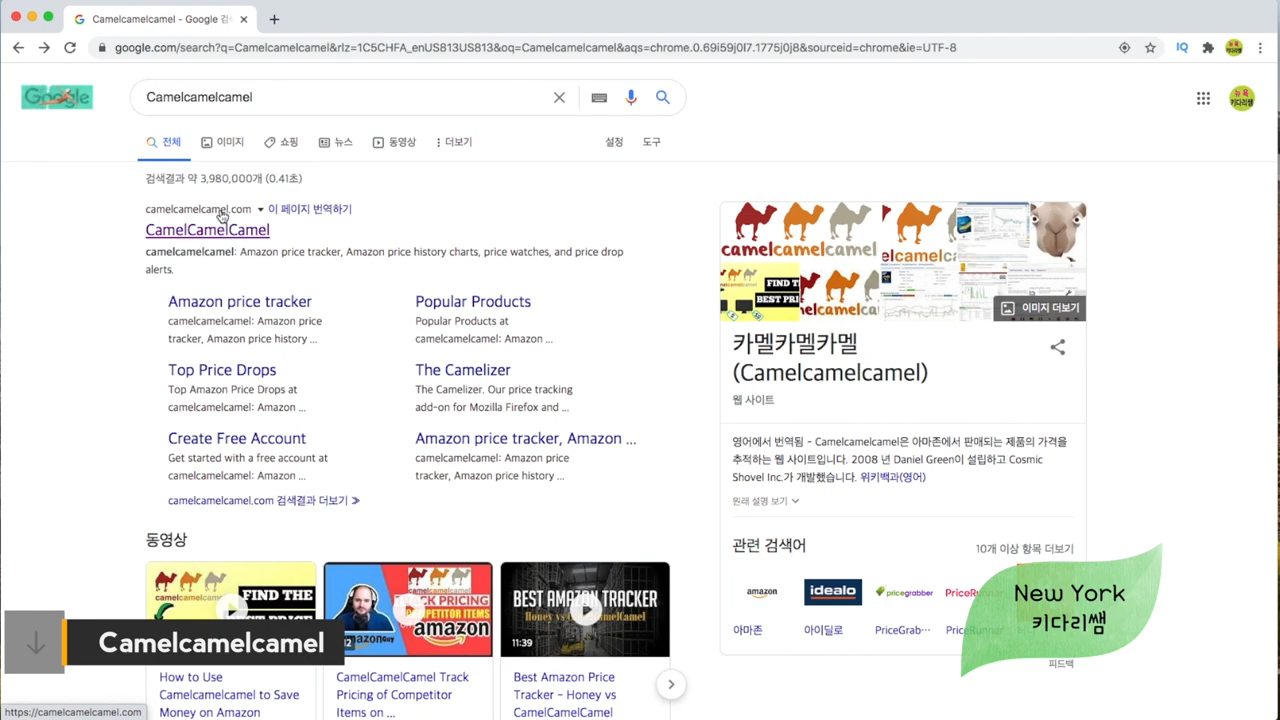 Camelcamelcamel - Google 검색
google.com/search?q=Camelcamelcamel&rlz=1C5CHFA_enUS813US813&oq=Camelcamelcamel&aqs=chrome.0.69i59j0l7.1775j0j8&sourceid=chrome&ie=UTF-8
IQ
Google
Camelcamelcamel
뉴욕
키다리쌤
전체
이미지
쇼핑
뉴스
동영상
더보기
설정
도구
검색결과 약 3,980,000개 (0.41초)
camelcamelcamel.com
이 페이지 번역하기
CamelCamelCamel
camelcamelcamel: Amazon price tracker, Amazon price history charts, price watches, and price drop
alerts.
Amazon price tracker
camelcamelcamel: Amazon price
tracker, Amazon price history ...
Popular Products
Popular Products at
camelcamelcamel: Amazon ...
Top Price Drops
Top Amazon Price Drops at
camelcamelcamel: Amazon ...
The Camelizer
The Camelizer. Our price tracking
add-on for Mozilla Firefox and ...
Create Free Account
Get started with a free account at
camelcamelcamel: Amazon ...
Amazon price tracker, Amazon ...
camelcamelcamel: Amazon price
tracker, Amazon price history ...
camelcamelcamel.com 검색결과 더보기
동영상
FIND THE
BEST PRICE
amazon
BEST AMAZON
TRACKER
Honey vs CamelCamelCamel
11:39
How to Use
Camelcamelcamel to Save
Money on Amazon
CamelCamelCamel Track
Pricing of Competitor
Items on ...
Best Amazon Price
Tracker - Honey vs
CamelCamelCamel
camelcamelcamel
이미지 더보기
카멜카멜카멜
(Camelcamelcamel)
웹 사이트
영어에서 번역됨 - Camelcamelcamel은 아마존에서 판매되는 제품의 가격을
추적하는 웹 사이트입니다. 2008 년 Daniel Green이 설립하고 Cosmic
Shovel Inc.가 개발했습니다. 위키백과(영어)
원래 설명 보기
관련 검색어
10개 이상 항목 더보기
amazon
idealo
pricegrabber
PriceRunner
아마존
아이딜로
PriceGrab…
PriceRunner
피드백
New York
키다리쌤
Camelcamelcamel
https://camelcamelcamel.com